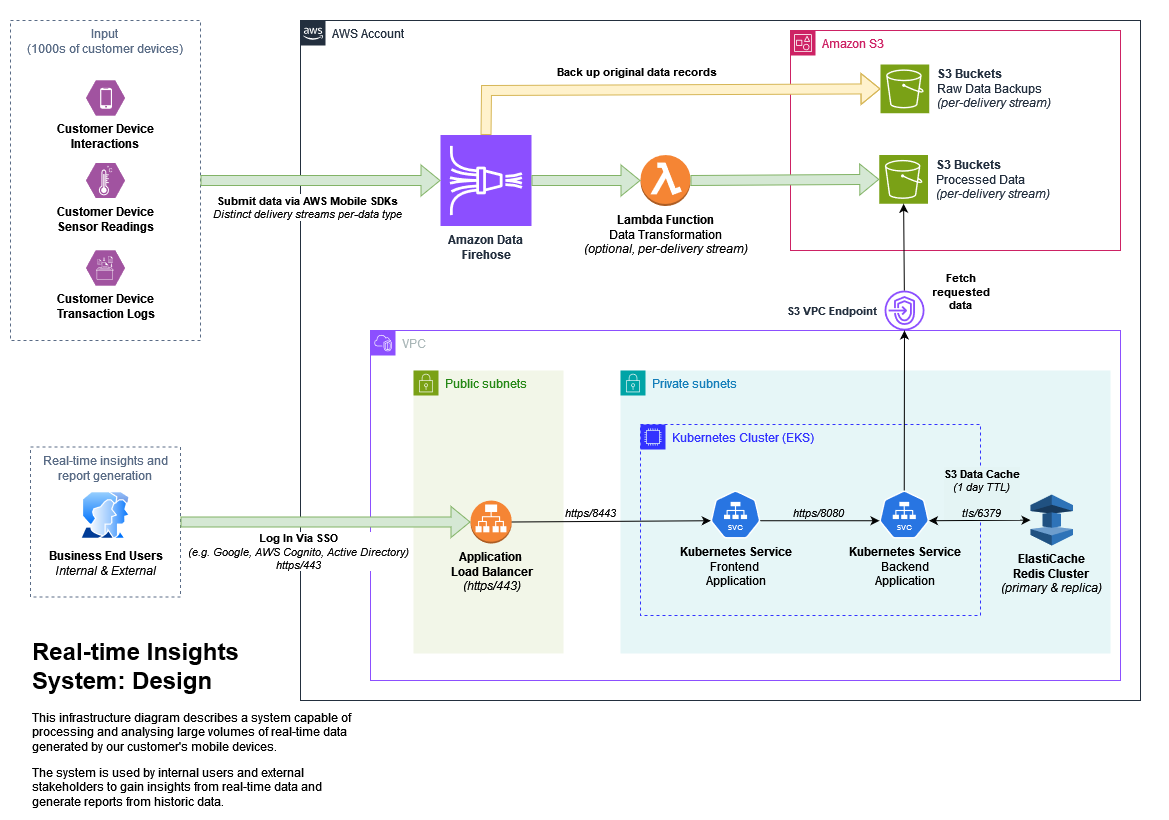 Input
(1000s of customer devices)
Customer Device
Interactions
Customer Device
Sensor Readings
Customer Device
Transaction Logs
aws
AWS Account
Submit data via AWS Mobile SDKs
Distinct delivery streams per-data type
Amazon Data
Firehose
Back up original data records
Lambda Function
Data Transformation
(optional, per-delivery stream)
Amazon S3
S3 Buckets
Raw Data Backups
(per-delivery stream)
S3 Buckets
Processed Data
(per-delivery stream)
Fetch
requested
data
S3 VPC Endpoint
VPC
Public subnets
Private subnets
Kubernetes Cluster (EKS)
Real-time insights and
report generation
Business End Users
Internal & External
Log In Via SSO
(e.g. Google, AWS Cognito, Active Directory)
https/443
Application
Load Balancer
(https/443)
https/8443
svc
Kubernetes Service
Frontend
Application
https/8080
svc
Kubernetes Service
Backend
Application
S3 Data Cache
(1 day TTL)
tls/6379
ElastiCache
Redis Cluster
(primary & replica)
Real-time Insights
System: Design
This infrastructure diagram describes a system capable of
processing and analysing large volumes of real-time data
generated by our customer's mobile devices.
The system is used by internal users and external
stakeholders to gain insights from real-time data and
generate reports from historic data.